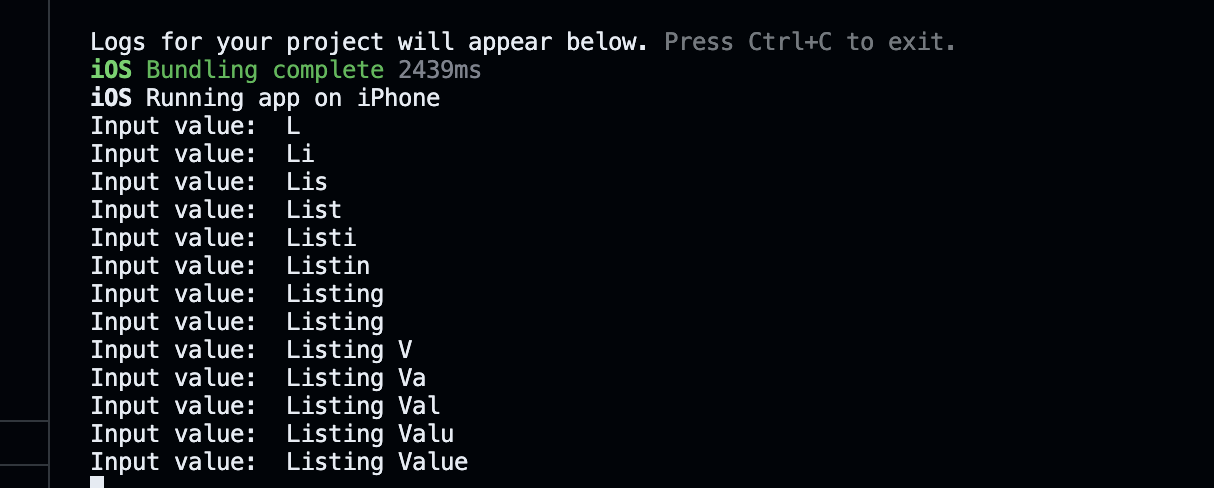 Logs for your project will appear below. Press Ctrl+C to exit.
iOS Bundling complete 2439ms
iOS Running app on iPhone
Input value:  L
Input value:  Li
Input value:  Lis
Input value:  List
Input value:  Listi
Input value:  Listin
Input value:  Listing
Input value:  Listing
Input value:  Listing V
Input value:  Listing Va
Input value:  Listing Val
Input value:  Listing Valu
Input value:  Listing Value